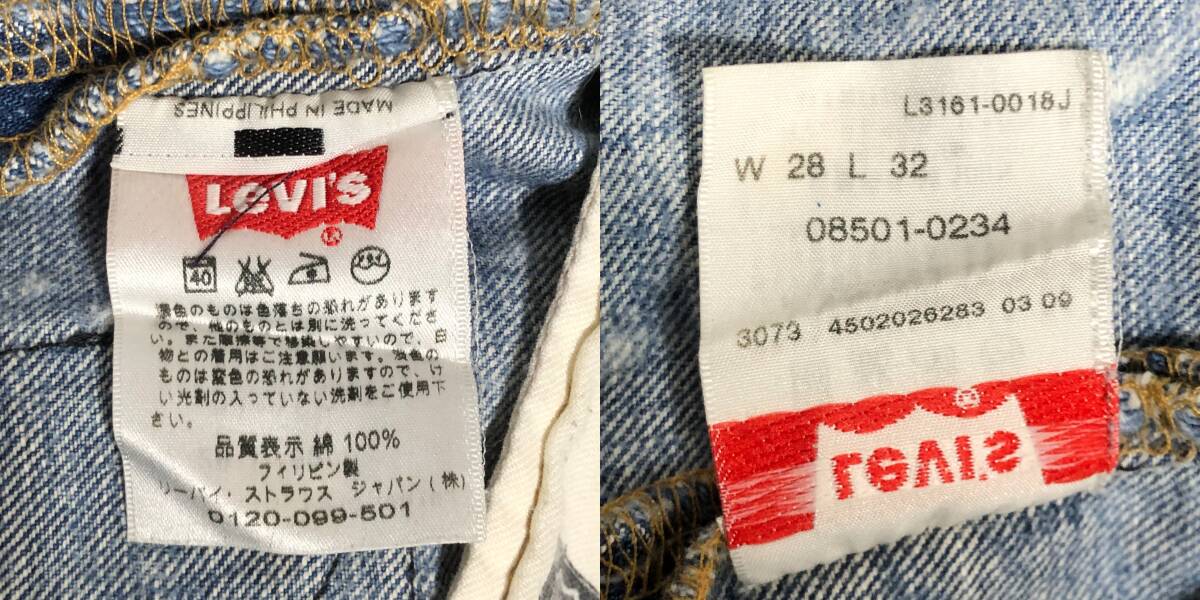 MADE IN PHILIPPINES
Levi's
®
40
濃色のものは色落ちの恐れがあります
ので、他のものとは別に洗ってくださ
い。また摩擦等で移染しやすいので、白
物との着用はご注意願います。淡色の
ものは変色の恐れがありますので、け
い光剤の入っていない洗剤をご使用下
さい。
品質表示 綿 100%
フィリピン製
リーバイ・ストラウス ジャパン(株)
0120-099-501
L3161-0018J
W 28 L 32
08501-0234
3073 4502026283 03 09
Levi's
®